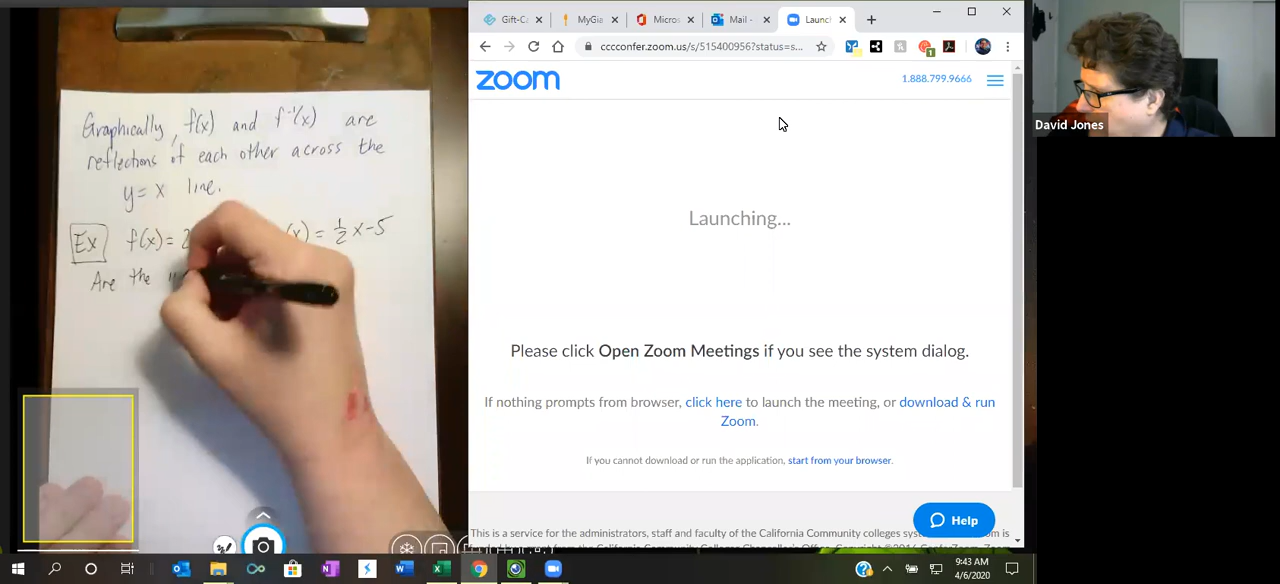 Graphically, f(x) and f⁻¹(x) are
reflections of each other across the
y = x line.
Ex f(x) = 2 (x) = ½x-5
Are the
Gift-Ca
MyGia
Micros
Mail -
Launc
cccconfer.zoom.us/s/515400956?status=s...
zoom
1.888.799.9666
Launching...
Please click Open Zoom Meetings if you see the system dialog.
If nothing prompts from browser, click here to launch the meeting, or download & run
Zoom.
If you cannot download or run the application, start from your browser.
Help
This is a service for the administrators, staff and faculty of the California Community colleges
David Jones
9:43 AM
4/6/2020